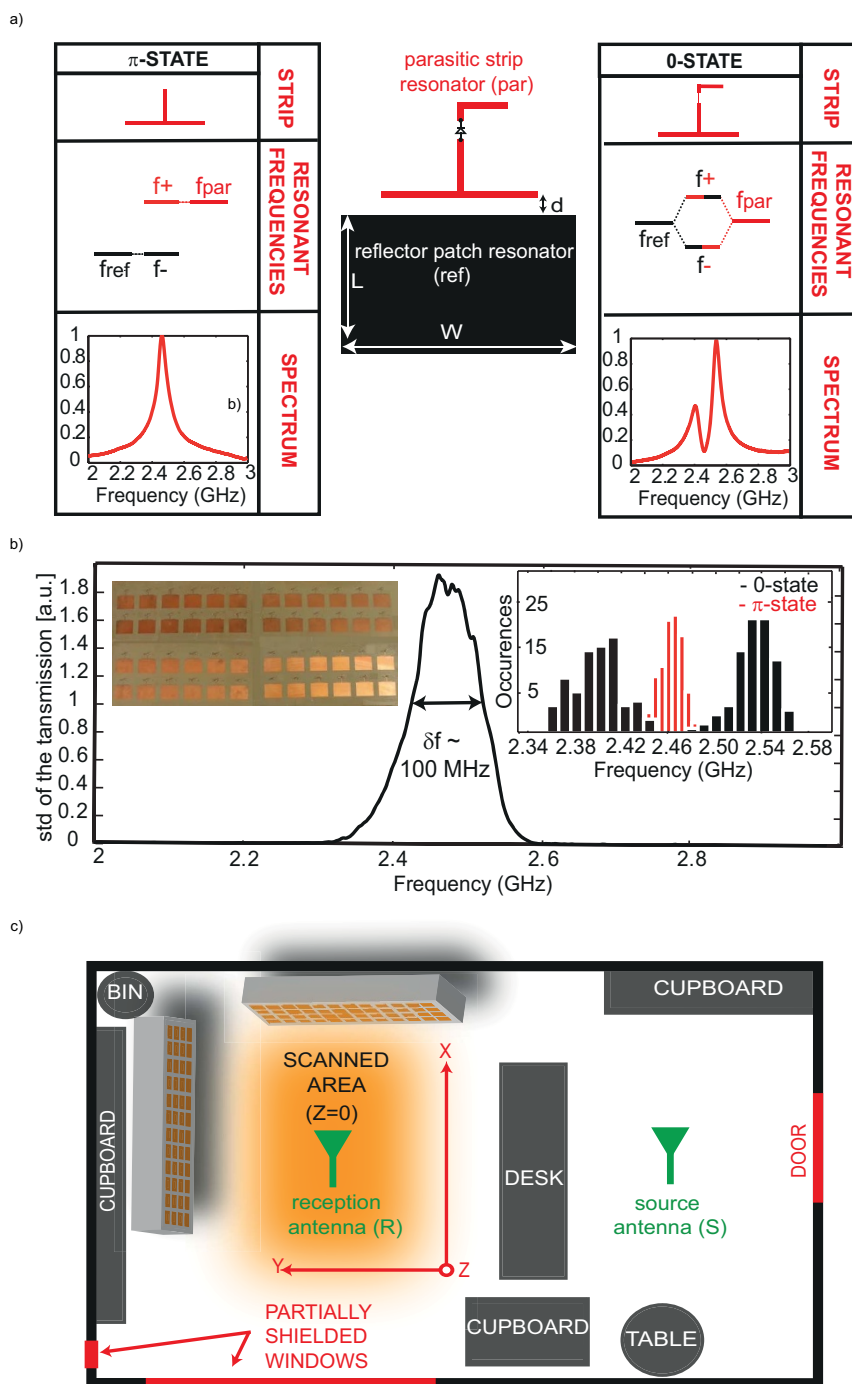 a)
π-STATE
STRIP
f+ fpar
fref f-
RESONANT
FREQUENCIES
1
0.8
0.6
0.4
0.2
0
b)
2 2.2 2.4 2.6 2.8 3
Frequency (GHz)
SPECTRUM
parasitic strip
resonator (par)
d
reflector patch resonator
(ref)
L
W
0-STATE
STRIP
f+
fref
fpar
f-
RESONANT
FREQUENCIES
1
0.8
0.6
0.4
0.2
0
2 2.2 2.4 2.6 2.8 3
Frequency (GHz)
SPECTRUM
b)
std of the tansmission [a.u.]
1.8
1.6
1.4
1.2
1
0.8
0.6
0.4
0.2
0
2 2.2 2.4 2.6 2.8
Frequency (GHz)
δf ~
100 MHz
- 0-state
- π-state
Occurences
25
15
5
2.34 2.38 2.42 2.46 2.50 2.54 2.58
Frequency (GHz)
c)
BIN
CUPBOARD
CUPBOARD
SCANNED
AREA
(Z=0)
X
reception
antenna (R)
Y
Z
DESK
source
antenna (S)
DOOR
PARTIALLY
SHIELDED
WINDOWS
CUPBOARD
TABLE